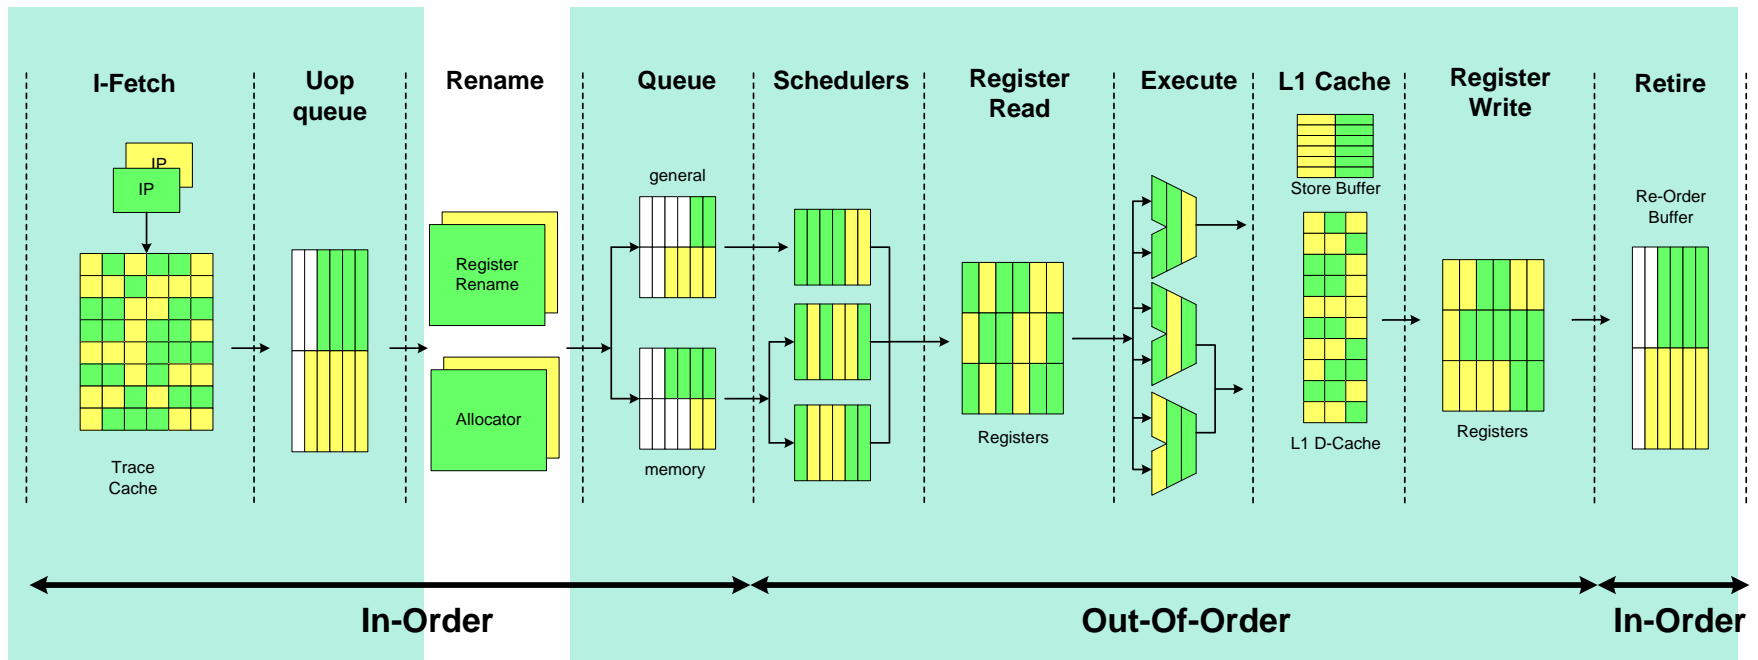 I-Fetch
Uop
queue
Rename
Queue
Schedulers
Register
Read
Execute
L1 Cache
Register
Write
Retire
IP
IP
Trace
Cache
Register
Rename
Allocator
general
memory
Registers
Store Buffer
L1 D-Cache
Registers
Re-Order
Buffer
In-Order
Out-Of-Order
In-Order